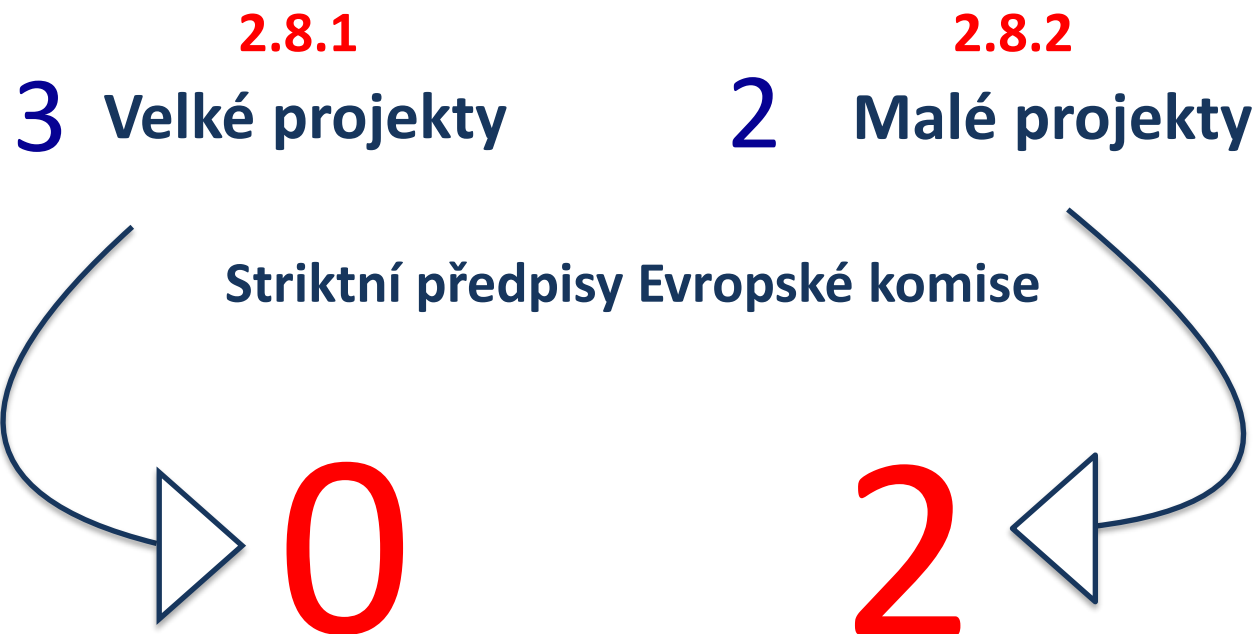 2.8.1 2.8.2
3 Velké projekty 2 Malé projekty
Striktní předpisy Evropské komise
0 2